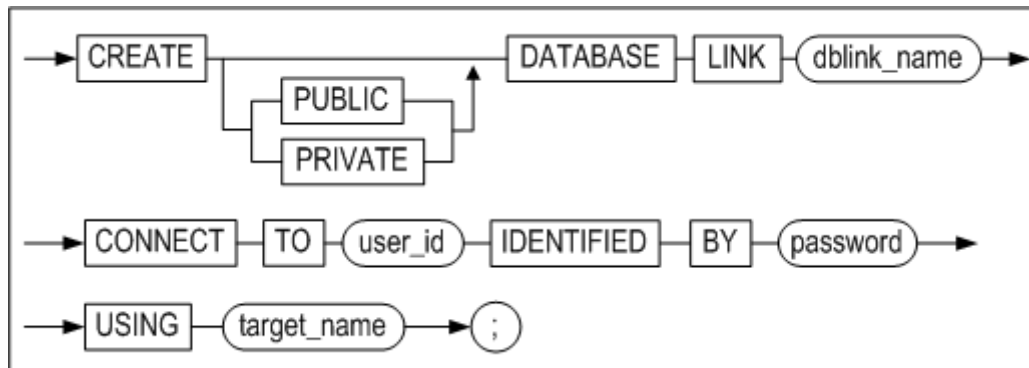 CREATE DATABASE LINK dblink_name
PUBLIC
PRIVATE
CONNECT TO user_id IDENTIFIED BY password
USING target_name ;